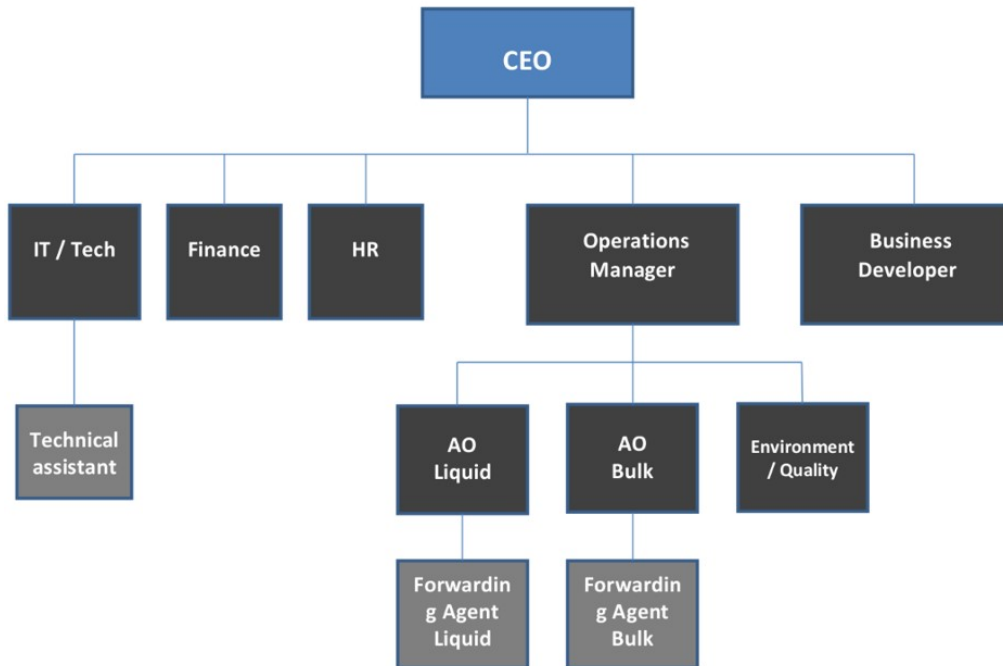 CEO
IT / Tech
Finance
HR
Operations
Manager
Business
Developer
Technical
assistant
AO
Liquid
AO
Bulk
Environment
/ Quality
Forwardin
g Agent
Liquid
Forwardin
g Agent
Bulk